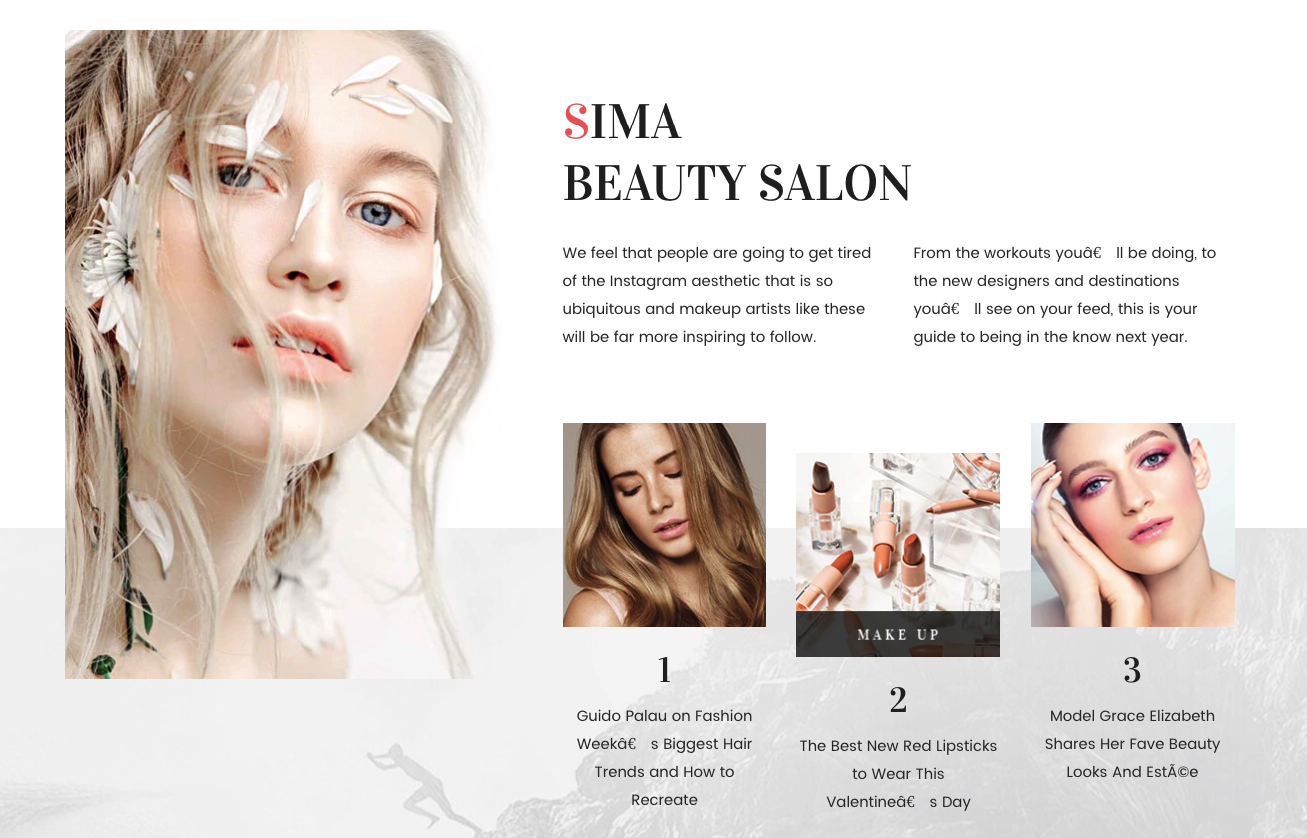 SIMA
BEAUTY SALON
We feel that people are going to get tired
of the Instagram aesthetic that is so
ubiquitous and makeup artists like these
will be far more inspiring to follow.
From the workouts youâ€ ll be doing, to
the new designers and destinations
youâ€ ll see on your feed, this is your
guide to being in the know next year.
1
Guido Palau on Fashion
Weekâ€ s Biggest Hair
Trends and How to
Recreate
MAKE UP
2
The Best New Red Lipsticks
to Wear This
Valentineâ€ s Day
3
Model Grace Elizabeth
Shares Her Fave Beauty
Looks And EstÃ©e